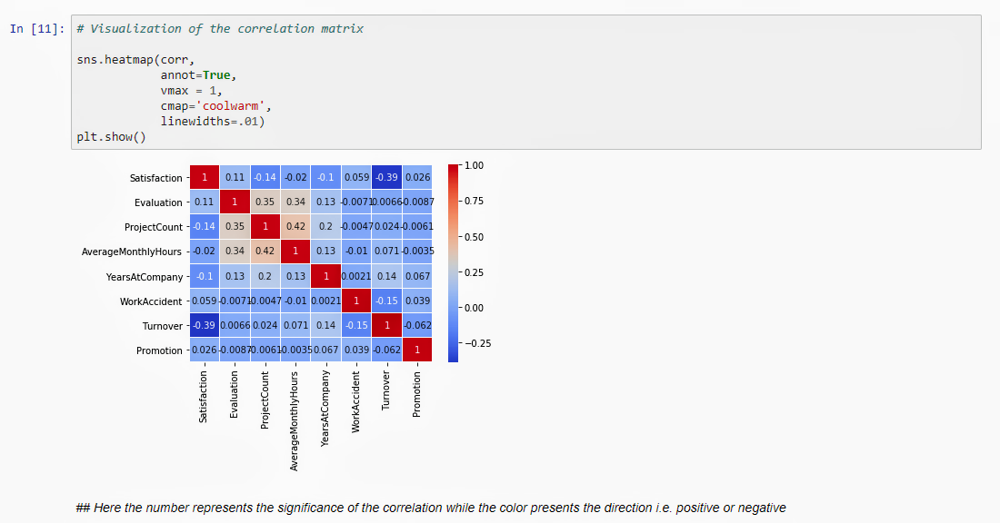 In [11]: # Visualization of the correlation matrix
sns.heatmap(corr,
annot=True,
vmax = 1,
cmap='coolwarm',
linewidths=.01)
plt.show()
Satisfaction 1 0.11 -0.14 -0.02 -0.1 0.059 -0.39 0.026
Evaluation 0.11 1 0.35 0.34 0.13 -0.0071 0.0066 -0.0087
ProjectCount -0.14 0.35 1 0.42 0.2 -0.0047 0.024 -0.0061
AverageMonthlyHours -0.02 0.34 0.42 1 0.13 -0.01 0.071 -0.0035
YearsAtCompany -0.1 0.13 0.2 0.13 1 0.0021 0.14 0.067
WorkAccident 0.059 -0.0071 -0.0047 -0.01 0.0021 1 -0.15 0.039
Turnover -0.39 0.0066 0.024 0.071 0.14 -0.15 1 -0.062
Promotion 0.026 -0.0087 -0.0061 -0.0035 0.067 0.039 -0.062 1
Satisfaction
Evaluation
ProjectCount
AverageMonthlyHours
YearsAtCompany
WorkAccident
Turnover
Promotion
1.00
0.75
0.50
0.25
0.00
−0.25
## Here the number represents the significance of the correlation while the color presents the direction i.e. positive or negative